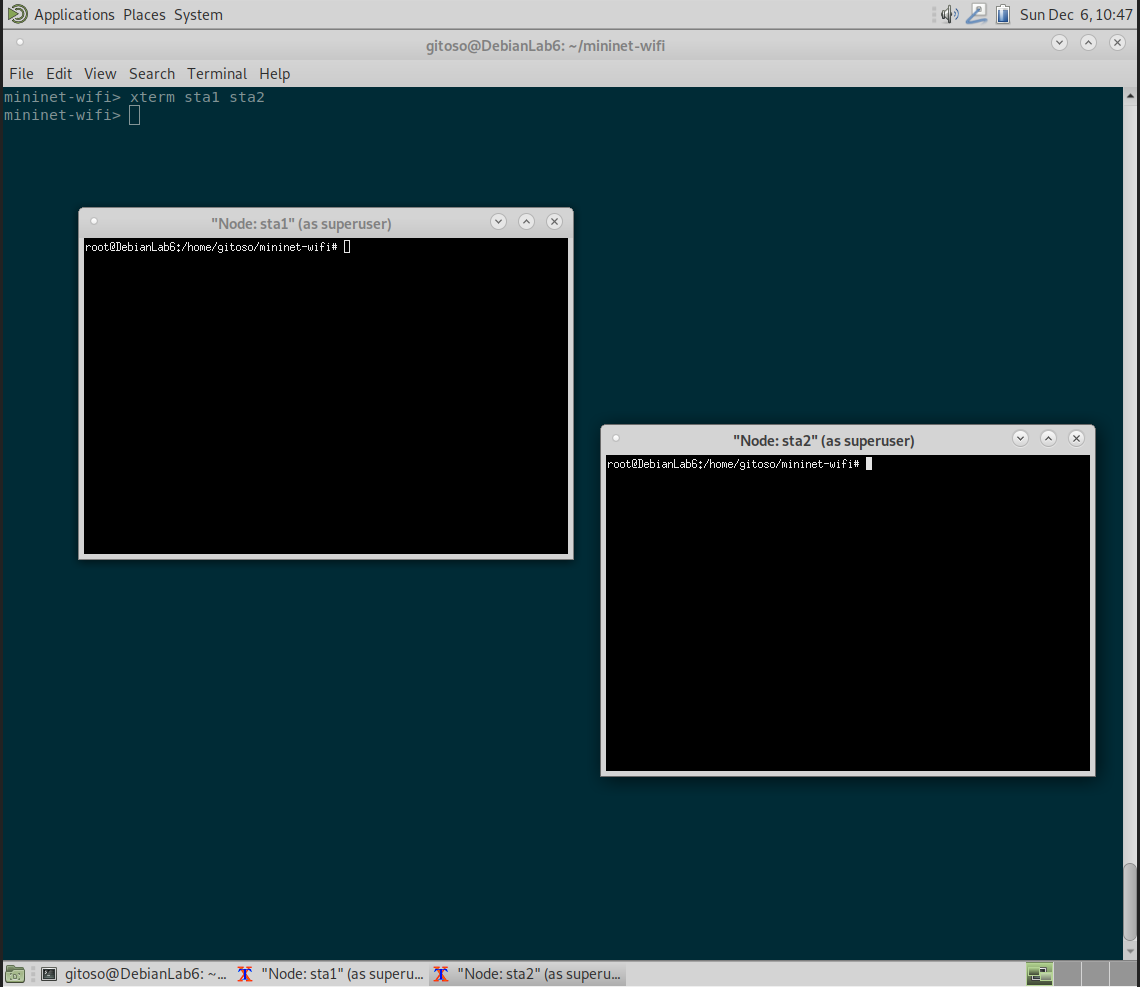 Applications Places System Sun Dec 6, 10:47
gitoso@DebianLab6: ~/mininet-wifi
File Edit View Search Terminal Help
mininet-wifi> xterm sta1 sta2
mininet-wifi>
"Node: sta1" (as superuser)
root@DebianLab6:/home/gitoso/mininet-wifi#
"Node: sta2" (as superuser)
root@DebianLab6:/home/gitoso/mininet-wifi#
gitoso@DebianLab6: ~... "Node: sta1" (as superu... "Node: sta2" (as superu...